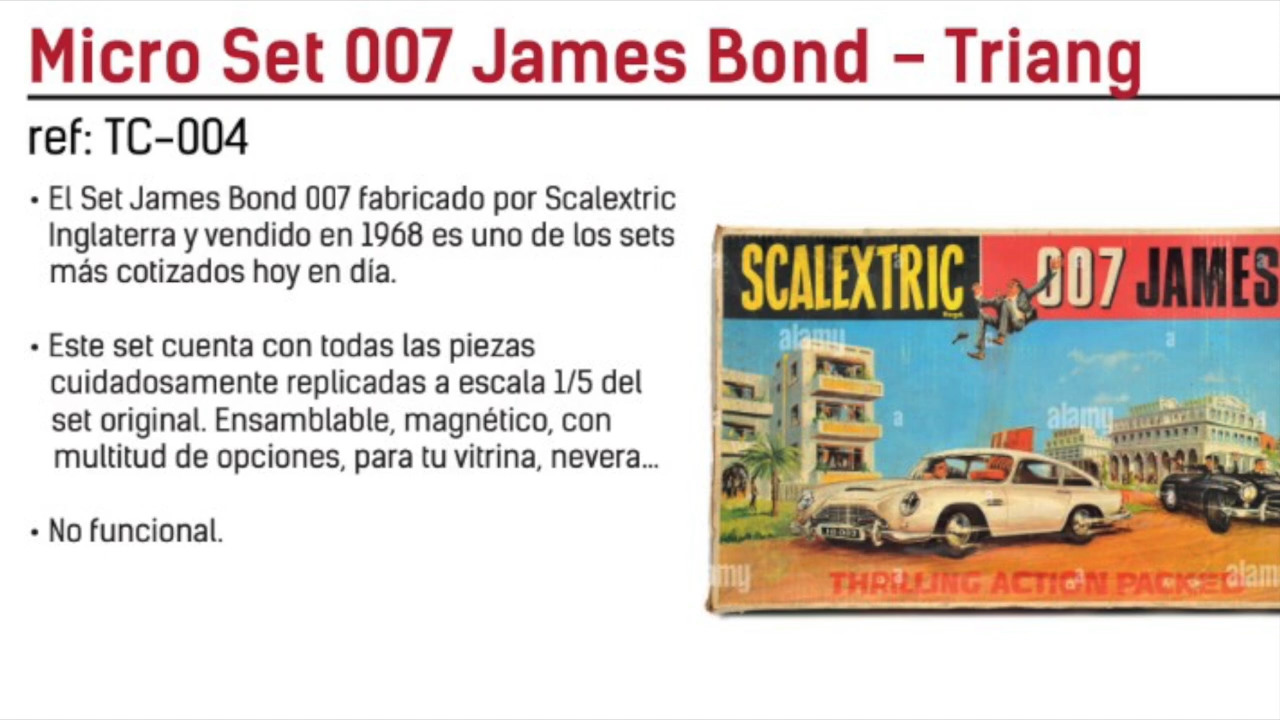 Micro Set 007 James Bond - Triang
ref: TC-004
• El Set James Bond 007 fabricado por Scalextric
Inglaterra y vendido en 1968 es uno de los sets
más cotizados hoy en día.
• Este set cuenta con todas las piezas
cuidadosamente replicadas a escala 1/5 del
set original. Ensamblable, magnético, con
multitud de opciones, para tu vitrina, nevera...
• No funcional.
SCALEXTRIC
007 JAMES
alamy
a
a
alamy
THRILLING ACTION PACKED